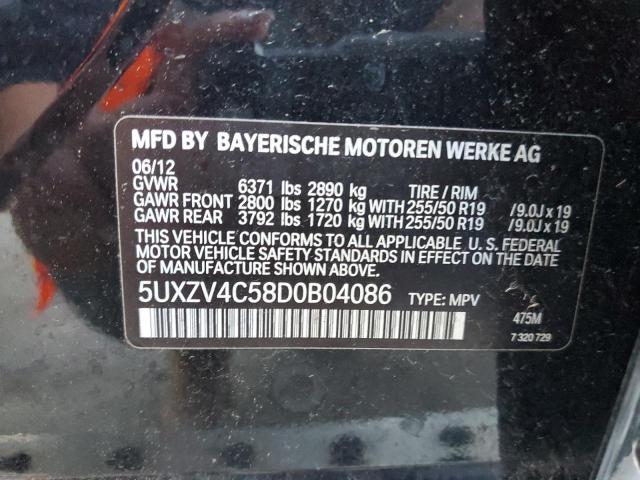 MFD BY BAYERISCHE MOTOREN WERKE AG
06/12
GVWR 6371 lbs 2890 kg TIRE / RIM
GAWR FRONT 2800 lbs 1270 kg WITH 255/50 R19 /9.0J x 19
GAWR REAR 3792 lbs 1720 kg WITH 255/50 R19 /9.0J x 19
THIS VEHICLE CONFORMS TO ALL APPLICABLE U.S. FEDERAL
MOTOR VEHICLE SAFETY STANDARDS IN EFFECT ON THE DATE
OF MANUFACTURE SHOWN ABOVE.
5UXZV4C58D0B04086 TYPE: MPV
475M
7 320 729